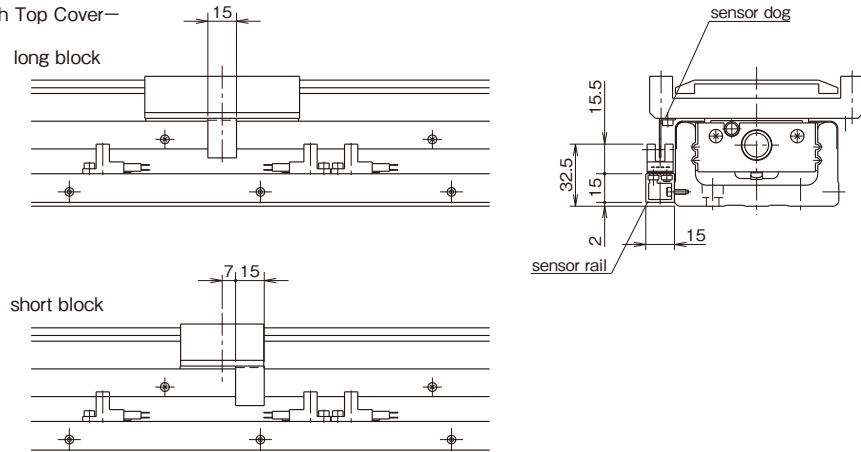 h Top Cover−
15
long block
sensor dog
15.5
32.5
15
2
15
sensor rail
7 15
short block